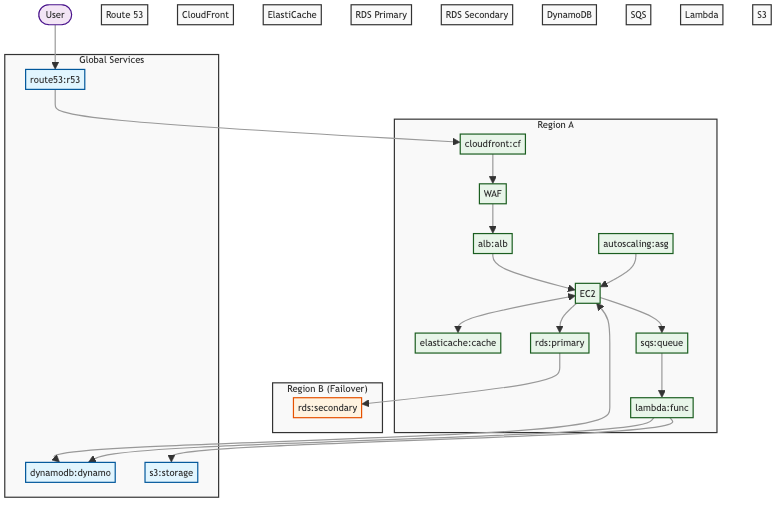 User
Route 53
CloudFront
ElastiCache
RDS Primary
RDS Secondary
DynamoDB
SQS
Lambda
S3
Global Services
route53:r53
Region A
cloudfront:cf
WAF
alb:alb
autoscaling:asg
EC2
elasticache:cache
rds:primary
sqs:queue
Region B (Failover)
rds:secondary
lambda:func
dynamodb:dynamo
s3:storage